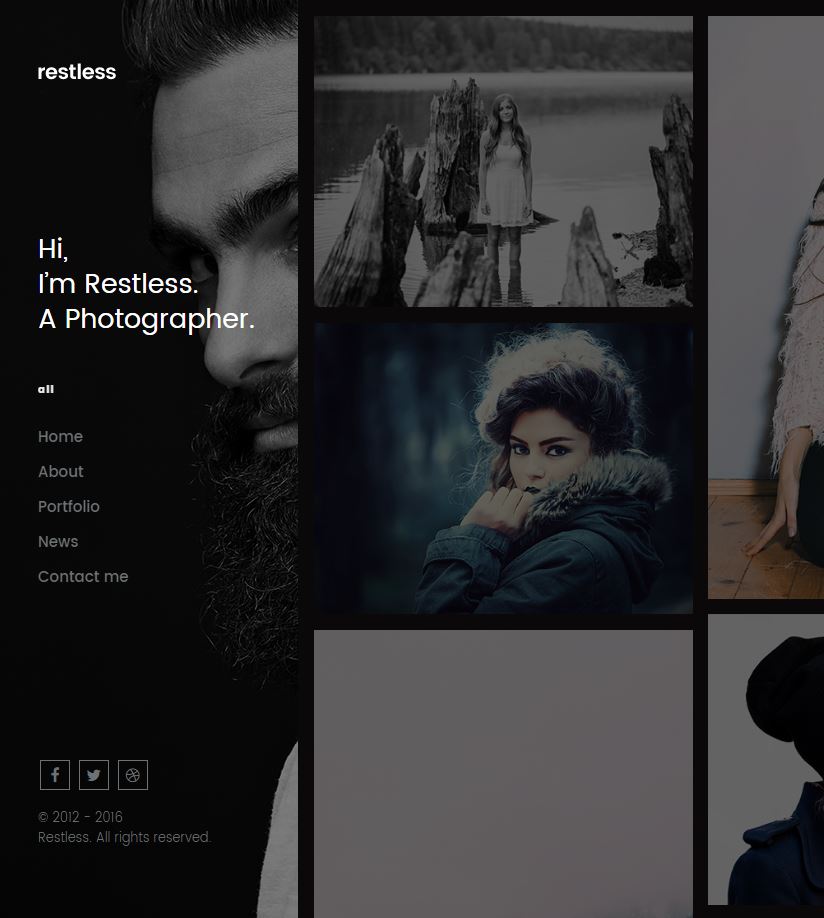 restless
Hi,
I’m Restless.
A Photographer.
all
Home
About
Portfolio
News
Contact me
© 2012 - 2016
Restless. All rights reserved.